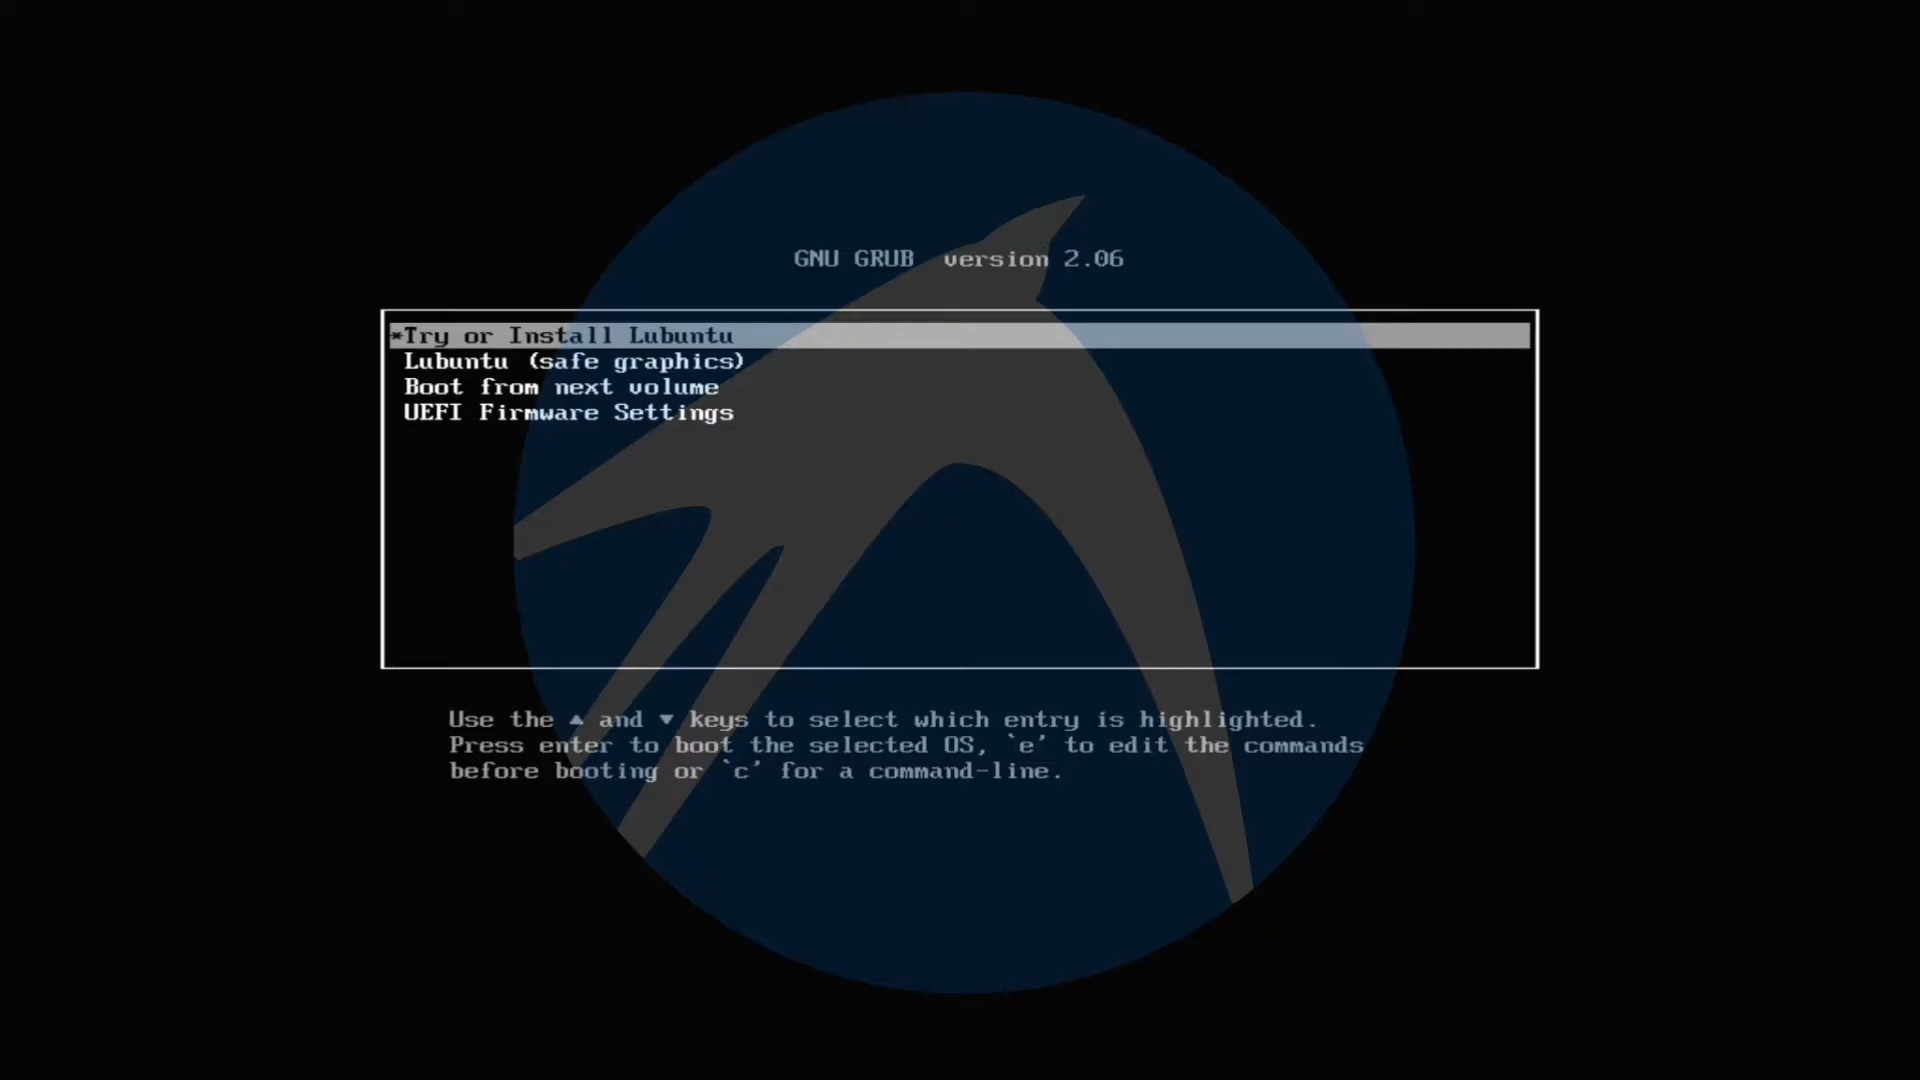 GNU GRUB  version 2.06
*Try or Install Lubuntu
Lubuntu (safe graphics)
Boot from next volume
UEFI Firmware Settings
Use the ▲ and ▼ keys to select which entry is highlighted.
Press enter to boot the selected OS, `e' to edit the commands
before booting or `c' for a command-line.